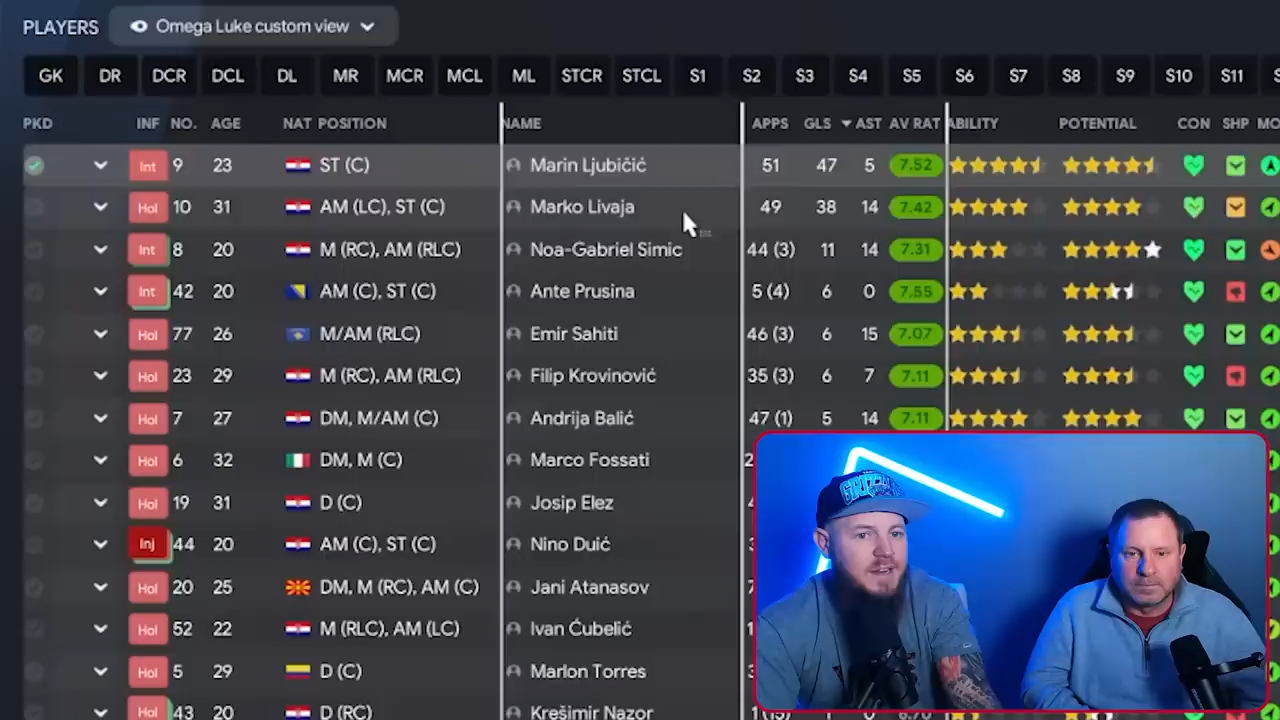 PLAYERS Omega Luke custom view
GK DR DCR DCL DL MR MCR MCL ML STCR STCL S1 S2 S3 S4 S5 S6 S7 S8 S9 S10 S11
PKD INF NO. AGE NAT POSITION NAME APPS GLS AST AV RAT ABILITY POTENTIAL CON SHP
Int 9 23 ST (C) Marin Ljubičić 51 47 5 7.52
Hol 10 31 AM (LC), ST (C) Marko Livaja 49 38 14 7.42
Int 8 20 M (RC), AM (RLC) Noa-Gabriel Simic 44 (3) 11 14 7.31
Int 42 20 AM (C), ST (C) Ante Prusina 5 (4) 6 0 7.55
Hol 77 26 M/AM (RLC) Emir Sahiti 46 (3) 6 15 7.07
Hol 23 29 M (RC), AM (RLC) Filip Krovinović 35 (3) 6 7 7.11
Hol 7 27 DM, M/AM (C) Andrija Balić 47 (1) 5 14 7.11
Hol 6 32 DM, M (C) Marco Fossati
Hol 19 31 D (C) Josip Elez
Inj 44 20 AM (C), ST (C) Nino Duić
Hol 20 25 DM, M (RC), AM (C) Jani Atanasov
Hol 52 22 M (RLC), AM (LC) Ivan Ćubelić
Hol 5 29 D (C) Marlon Torres
Hol 43 20 D (RC) Krešimir Nazor
GRIZZ